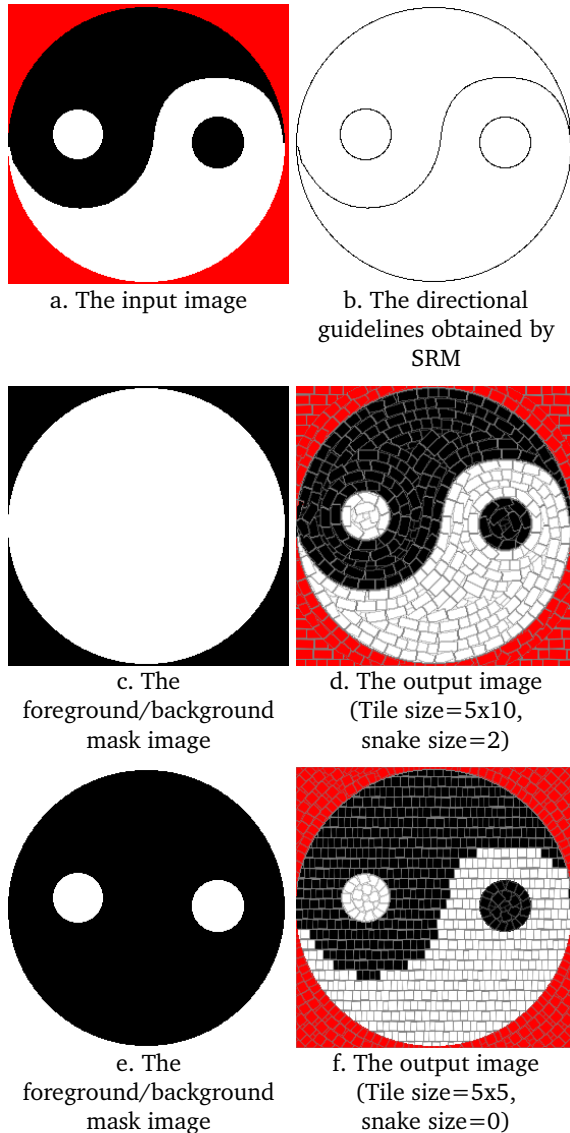 a. The input image
b. The directional
guidelines obtained by
SRM
c. The
foreground/background
mask image
d. The output image
(Tile size=5x10,
snake size=2)
e. The
foreground/background
mask image
f. The output image
(Tile size=5x5,
snake size=0)